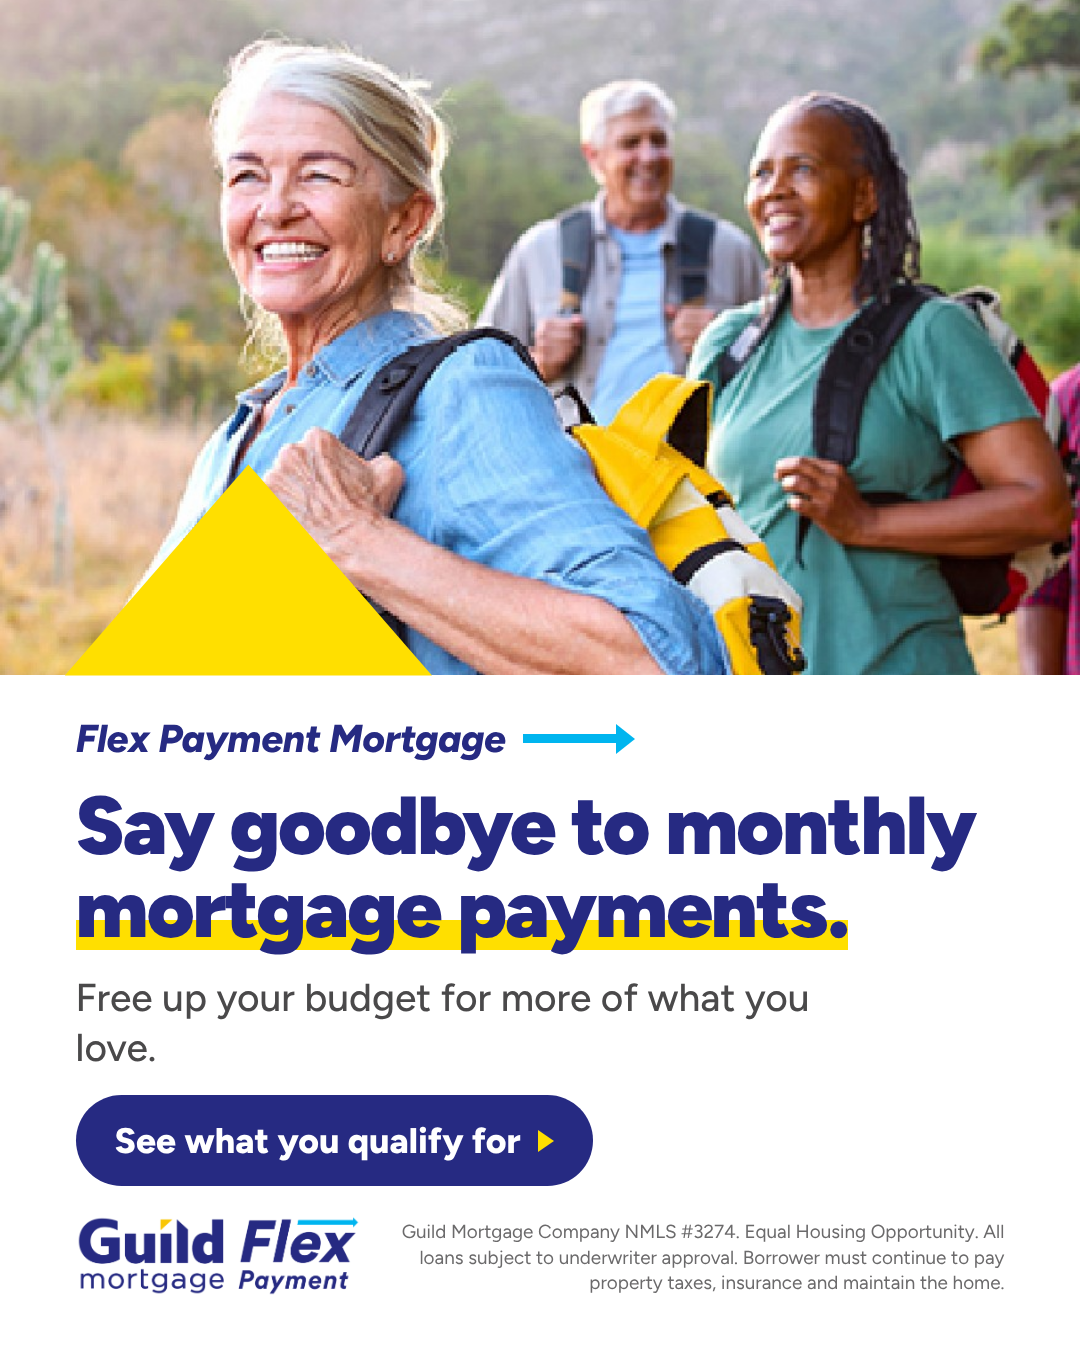 Flex Payment Mortgage
Say goodbye to monthly
mortgage payments.
Free up your budget for more of what you
love.
See what you qualify for
Guild Flex
mortgage Payment
Guild Mortgage Company NMLS #3274. Equal Housing Opportunity. All
loans subject to underwriter approval. Borrower must continue to pay
property taxes, insurance and maintain the home.